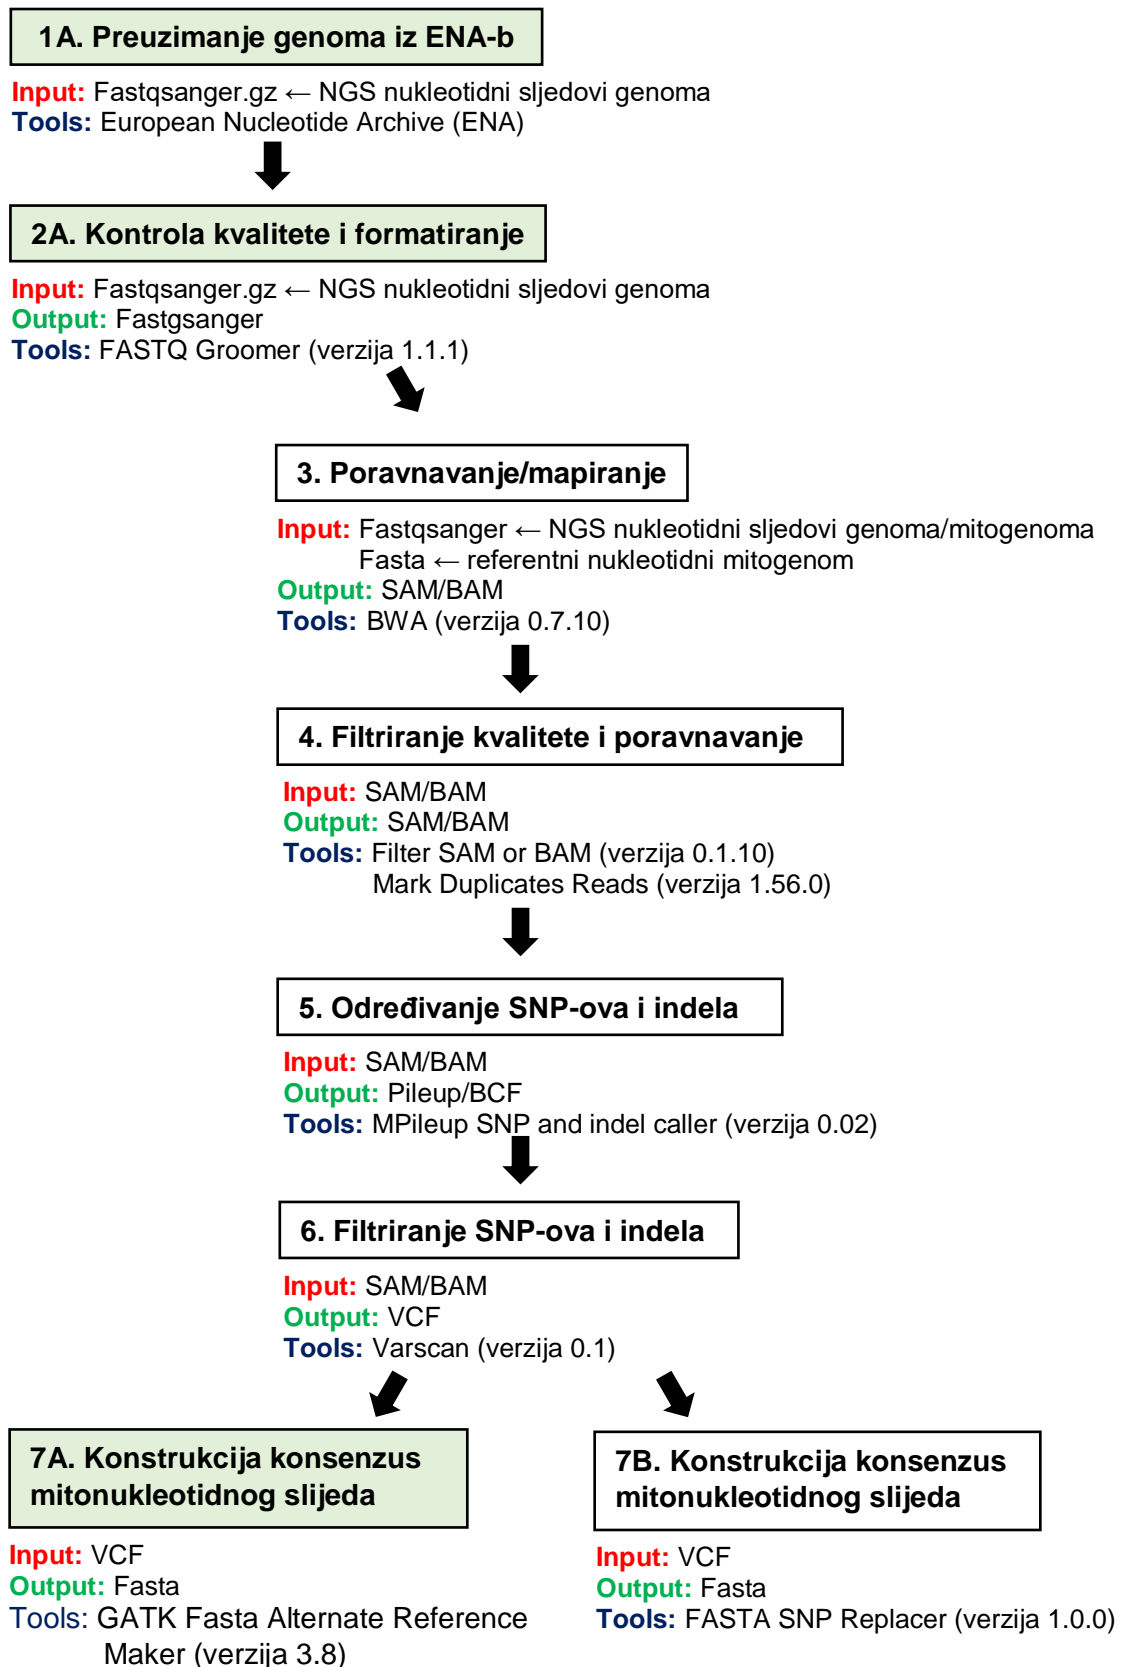 1A. Preuzimanje genoma iz ENA-b
Input: Fastqsanger.gz ← NGS nukleotidni sljedovi genoma
Tools: European Nucleotide Archive (ENA)
2A. Kontrola kvalitete i formatiranje
Input: Fastqsanger.gz ← NGS nukleotidni sljedovi genoma
Output: Fastgsanger
Tools: FASTQ Groomer (verzija 1.1.1)
3. Poravnavanje/mapiranje
Input: Fastqsanger ← NGS nukleotidni sljedovi genoma/mitogenoma
Fasta ← referentni nukleotidni mitogenom
Output: SAM/BAM
Tools: BWA (verzija 0.7.10)
4. Filtriranje kvalitete i poravnavanje
Input: SAM/BAM
Output: SAM/BAM
Tools: Filter SAM or BAM (verzija 0.1.10)
Mark Duplicates Reads (verzija 1.56.0)
5. Određivanje SNP-ova i indela
Input: SAM/BAM
Output: Pileup/BCF
Tools: MPileup SNP and indel caller (verzija 0.02)
6. Filtriranje SNP-ova i indela
Input: SAM/BAM
Output: VCF
Tools: Varscan (verzija 0.1)
7A. Konstrukcija konsenzus
mitonukleotidnog slijeda
Input: VCF
Output: Fasta
Tools: GATK Fasta Alternate Reference
Maker (verzija 3.8)
7B. Konstrukcija konsenzus
mitonukleotidnog slijeda
Input: VCF
Output: Fasta
Tools: FASTA SNP Replacer (verzija 1.0.0)